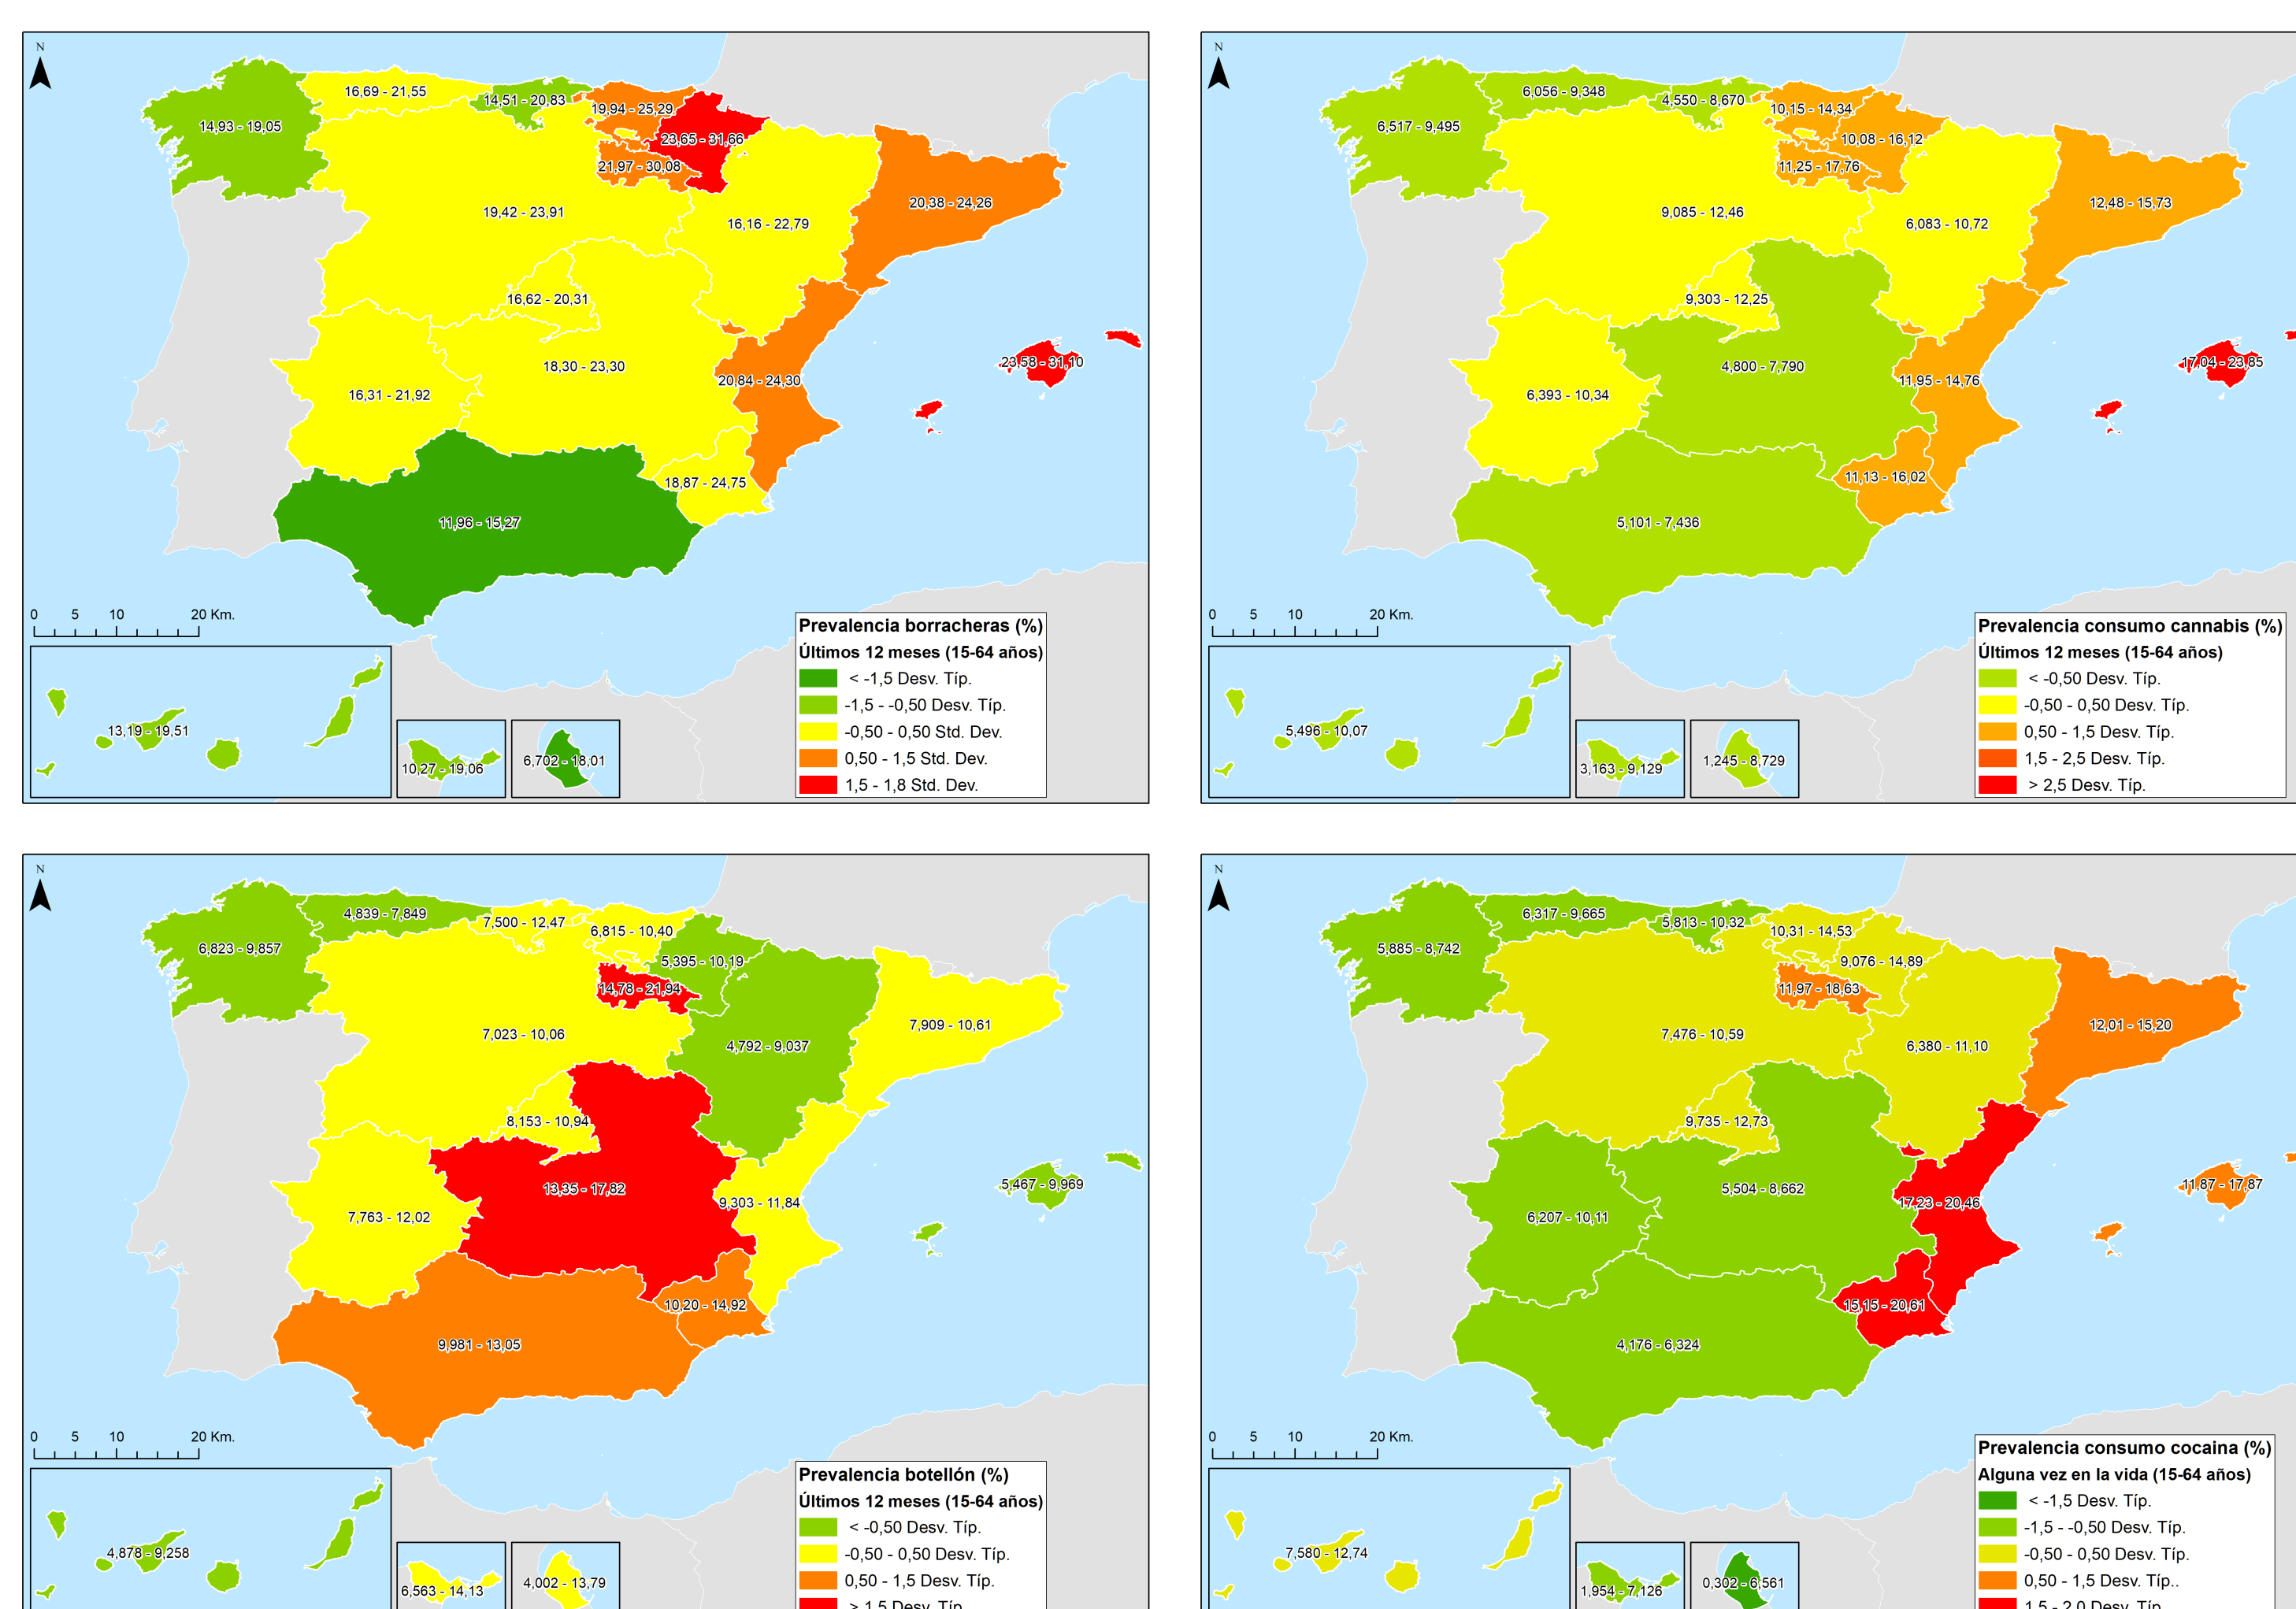 N
16,69 - 21,55
14,51 - 20,83
19,94 - 25,29
14,93 - 19,05
23,65 - 31,66
21,97 - 30,08
20,38 - 24,26
19,42 - 23,91
16,16 - 22,79
16,62 - 20,31
18,30 - 23,30
23,58 - 31,10
20,84 - 24,30
16,31 - 21,92
18,87 - 24,75
11,96 - 15,27
0 5 10 20 Km.
13,19 - 19,51
10,27 - 19,06
6,702 - 18,01
Prevalencia borracheras (%)
Últimos 12 meses (15-64 años)
< -1,5 Desv. Típ.
-1,5 - -0,50 Desv. Típ.
-0,50 - 0,50 Std. Dev.
0,50 - 1,5 Std. Dev.
1,5 - 1,8 Std. Dev.
N
6,056 - 9,348
4,550 - 8,670
10,15 - 14,34
6,517 - 9,495
10,08 - 16,12
11,25 - 17,76
12,48 - 15,73
9,085 - 12,46
6,083 - 10,72
9,303 - 12,25
4,800 - 7,790
17,04 - 23,85
11,95 - 14,76
6,393 - 10,34
11,13 - 16,02
5,101 - 7,436
0 5 10 20 Km.
5,496 - 10,07
3,163 - 9,129
1,245 - 8,729
Prevalencia consumo cannabis (%)
Últimos 12 meses (15-64 años)
< -0,50 Desv. Típ.
-0,50 - 0,50 Desv. Típ.
0,50 - 1,5 Desv. Típ.
1,5 - 2,5 Desv. Típ.
> 2,5 Desv. Típ.
N
4,839 - 7,849
7,500 - 12,47
6,815 - 10,40
6,823 - 9,857
5,395 - 10,19
14,78 - 21,94
7,909 - 10,61
7,023 - 10,06
4,792 - 9,037
8,153 - 10,94
13,35 - 17,82
5,467 - 9,969
9,303 - 11,84
7,763 - 12,02
10,20 - 14,92
9,981 - 13,05
0 5 10 20 Km.
4,878 - 9,258
6,563 - 14,13
4,002 - 13,79
Prevalencia botellón (%)
Últimos 12 meses (15-64 años)
< -0,50 Desv. Típ.
-0,50 - 0,50 Desv. Típ.
0,50 - 1,5 Desv. Típ.
> 1,5 Desv. Típ.
N
6,317 - 9,665
5,813 - 10,32
10,31 - 14,53
5,885 - 8,742
9,076 - 14,89
11,97 - 18,63
12,01 - 15,20
7,476 - 10,59
6,380 - 11,10
9,735 - 12,73
5,504 - 8,662
11,87 - 17,87
17,23 - 20,46
6,207 - 10,11
15,15 - 20,61
4,176 - 6,324
0 5 10 20 Km.
7,580 - 12,74
1,954 - 7,126
0,302 - 6,561
Prevalencia consumo cocaina (%)
Alguna vez en la vida (15-64 años)
< -1,5 Desv. Típ.
-1,5 - -0,50 Desv. Típ.
-0,50 - 0,50 Desv. Típ.
0,50 - 1,5 Desv. Típ..
1,5 - 2,0 Desv. Típ.